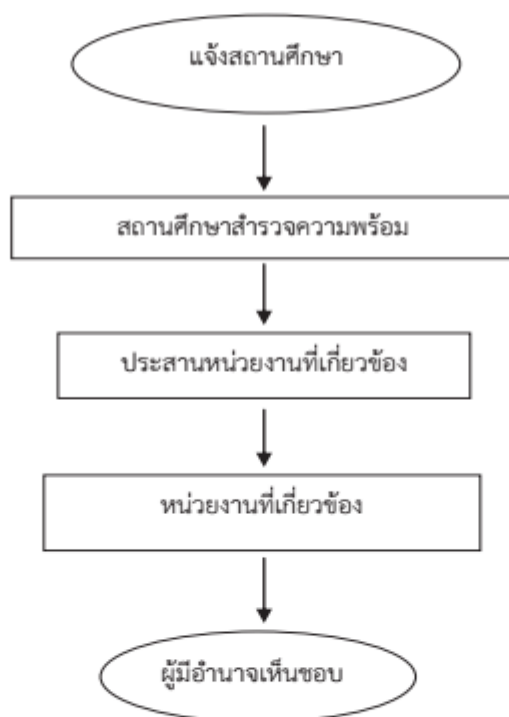 แจ้งสถานศึกษา
สถานศึกษาสำรวจความพร้อม
ประสานหน่วยงานที่เกี่ยวข้อง
หน่วยงานที่เกี่ยวข้อง
ผู้มีอำนาจเห็นชอบ